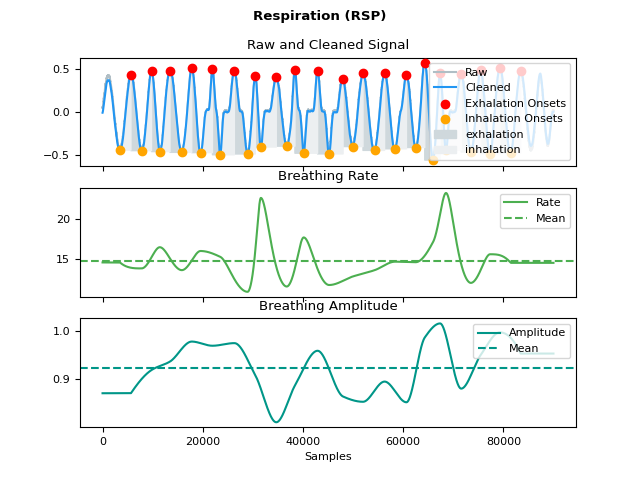 Respiration (RSP)
Raw and Cleaned Signal
0.5
0.0
−0.5
Raw
Cleaned
Exhalation Onsets
Inhalation Onsets
exhalation
inhalation
Breathing Rate
20
15
Rate
Mean
Breathing Amplitude
1.0
0.9
Amplitude
Mean
0 20000 40000 60000 80000
Samples